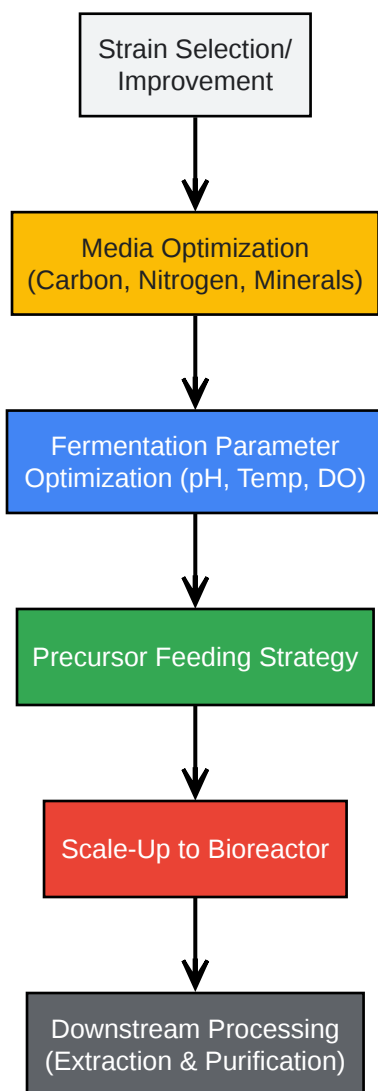 Strain Selection/
Improvement
Media Optimization
(Carbon, Nitrogen, Minerals)
Fermentation Parameter
Optimization (pH, Temp, DO)
Precursor Feeding Strategy
Scale-Up to Bioreactor
Downstream Processing
(Extraction & Purification)